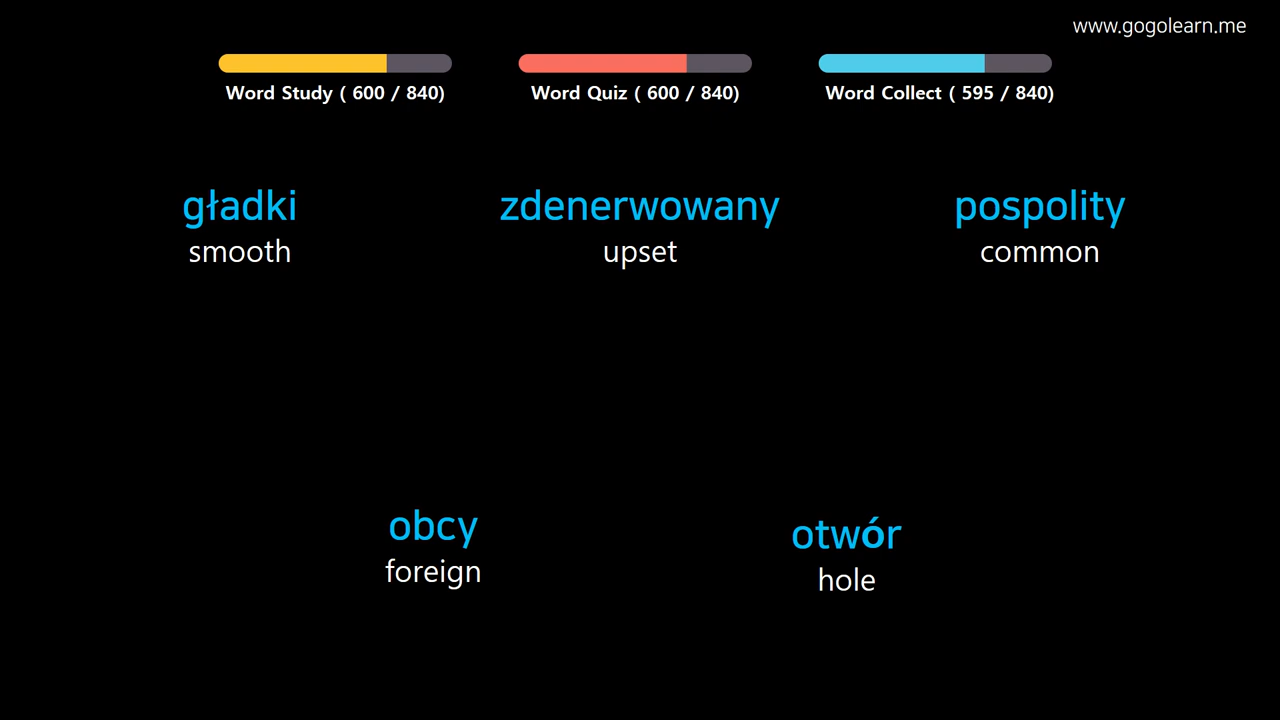 www.gogolearn.me
Word Study ( 600 / 840)
Word Quiz ( 600 / 840)
Word Collect ( 595 / 840)
gładki
smooth
zdenerwowany
upset
pospolity
common
obcy
foreign
otwór
hole